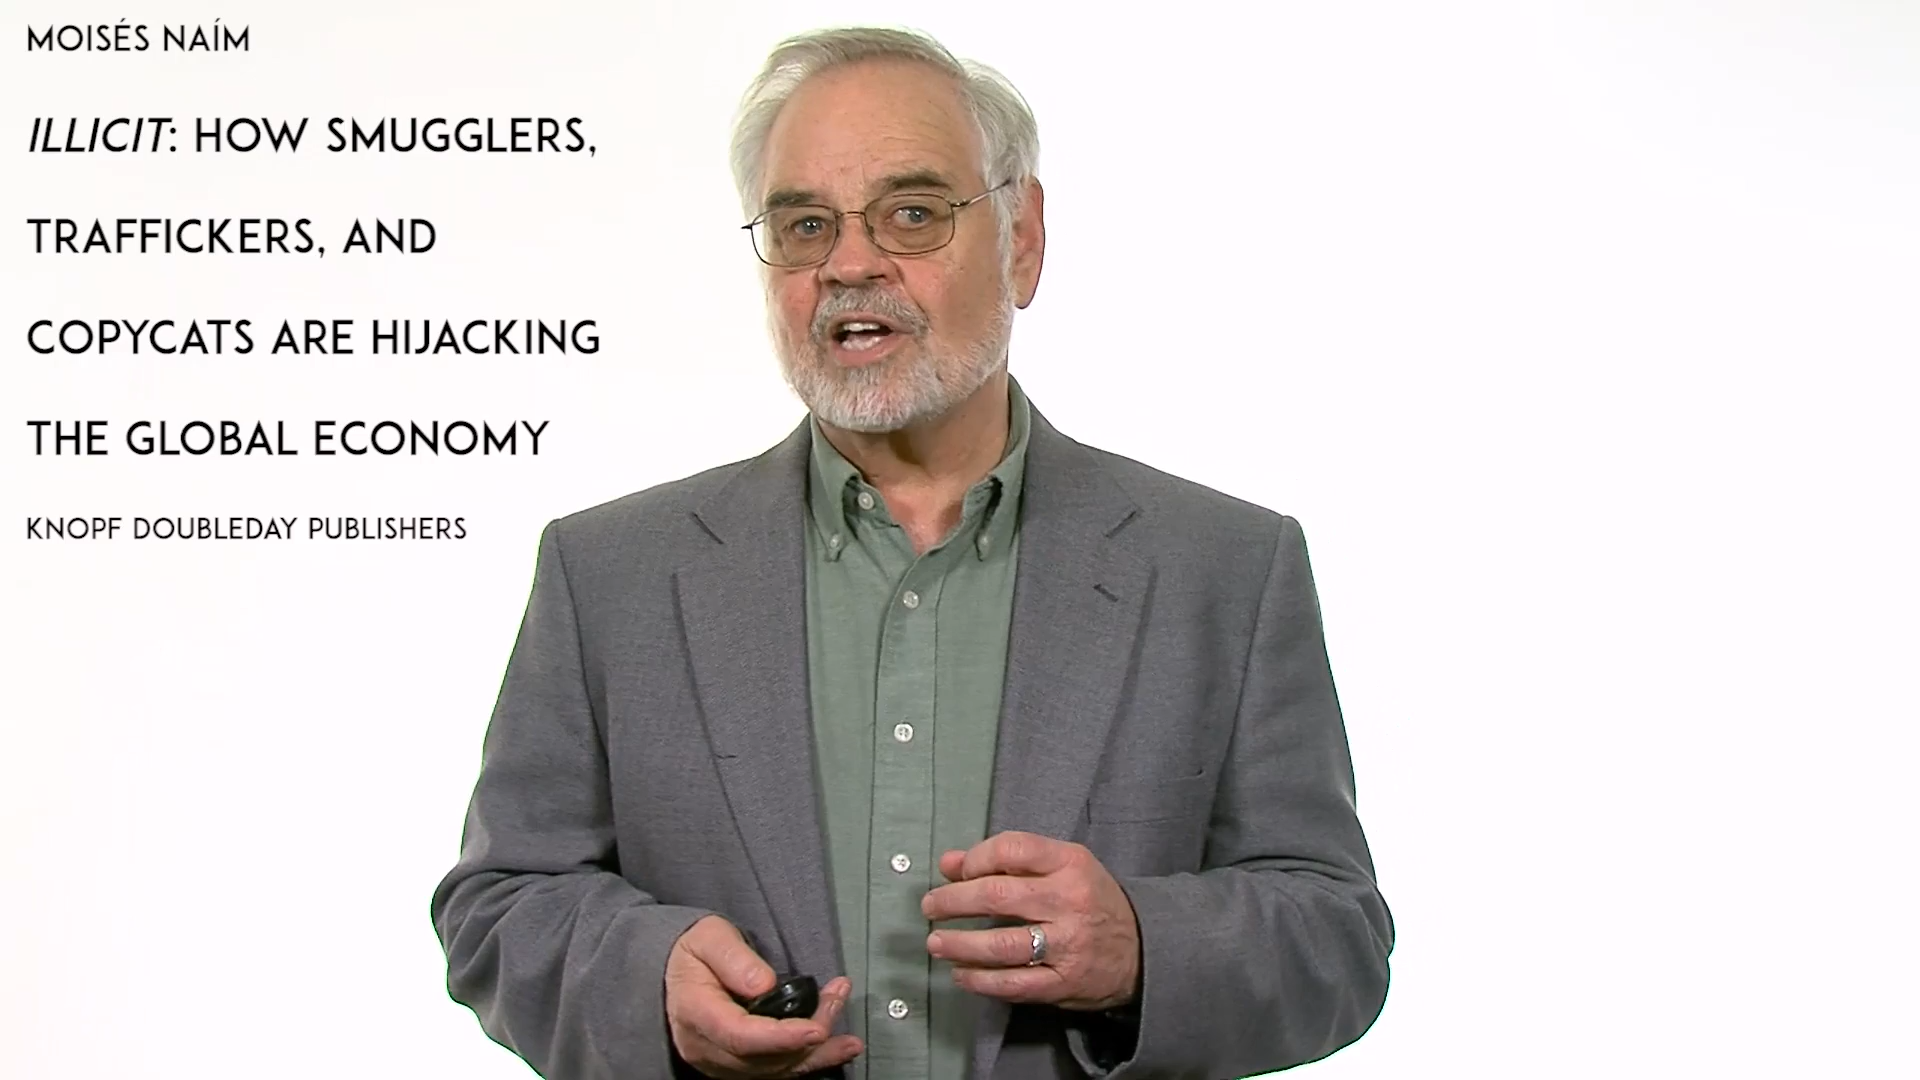 MOISÉS NAÍM
ILLICIT: HOW SMUGGLERS,
TRAFFICKERS, AND
COPYCATS ARE HIJACKING
THE GLOBAL ECONOMY
KNOPF DOUBLEDAY PUBLISHERS